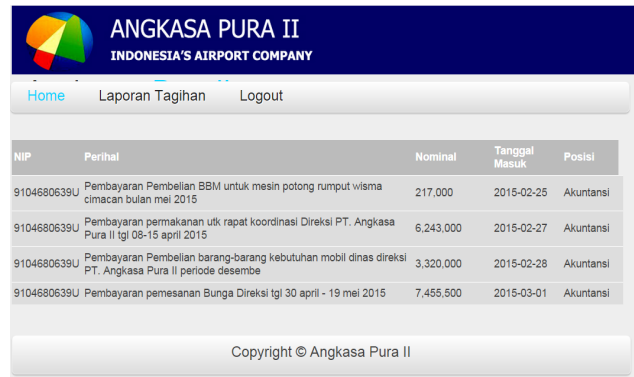 ANGKASA PURA II
INDONESIA'S AIRPORT COMPANY
Home Laporan Tagihan Logout
NIP Perihal Nominal Tanggal Masuk Posisi
9104680639U Pembayaran Pembelian BBM untuk mesin potong rumput wisma
cimacan bulan mei 2015 217,000 2015-02-25 Akuntansi
9104680639U Pembayaran permakanan utk rapat koordinasi Direksi PT. Angkasa
Pura II tgl 08-15 april 2015 6,243,000 2015-02-27 Akuntansi
9104680639U Pembayaran Pembelian barang-barang kebutuhan mobil dinas direksi
PT. Angkasa Pura II periode desembe 3,320,000 2015-02-28 Akuntansi
9104680639U Pembayaran pemesanan Bunga Direksi tgl 30 april - 19 mei 2015 7,455,500 2015-03-01 Akuntansi
Copyright © Angkasa Pura II